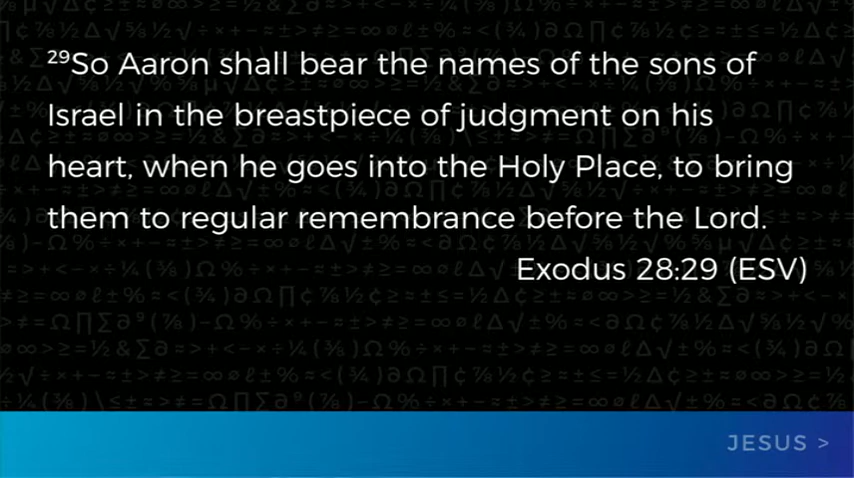 ²⁹So Aaron shall bear the names of the sons of
Israel in the breastpiece of judgment on his
heart, when he goes into the Holy Place, to bring
them to regular remembrance before the Lord.
Exodus 28:29 (ESV)
JESUS >